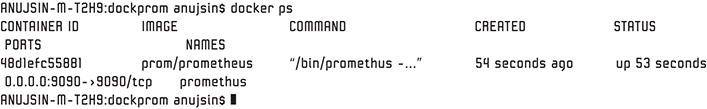 ANUJSIN-M-T2H9:dockprom anujsin$ docker ps
CONTAINER ID IMAGE COMMAND CREATED STATUS
PORTS NAMES
48d1efc55881 prom/prometheus “/bin/promethus -...” 54 seconds ago up 53 seconds
0.0.0.0:9090->9090/tcp promethus
ANUJSIN-M-T2H9:dockprom anujsin$